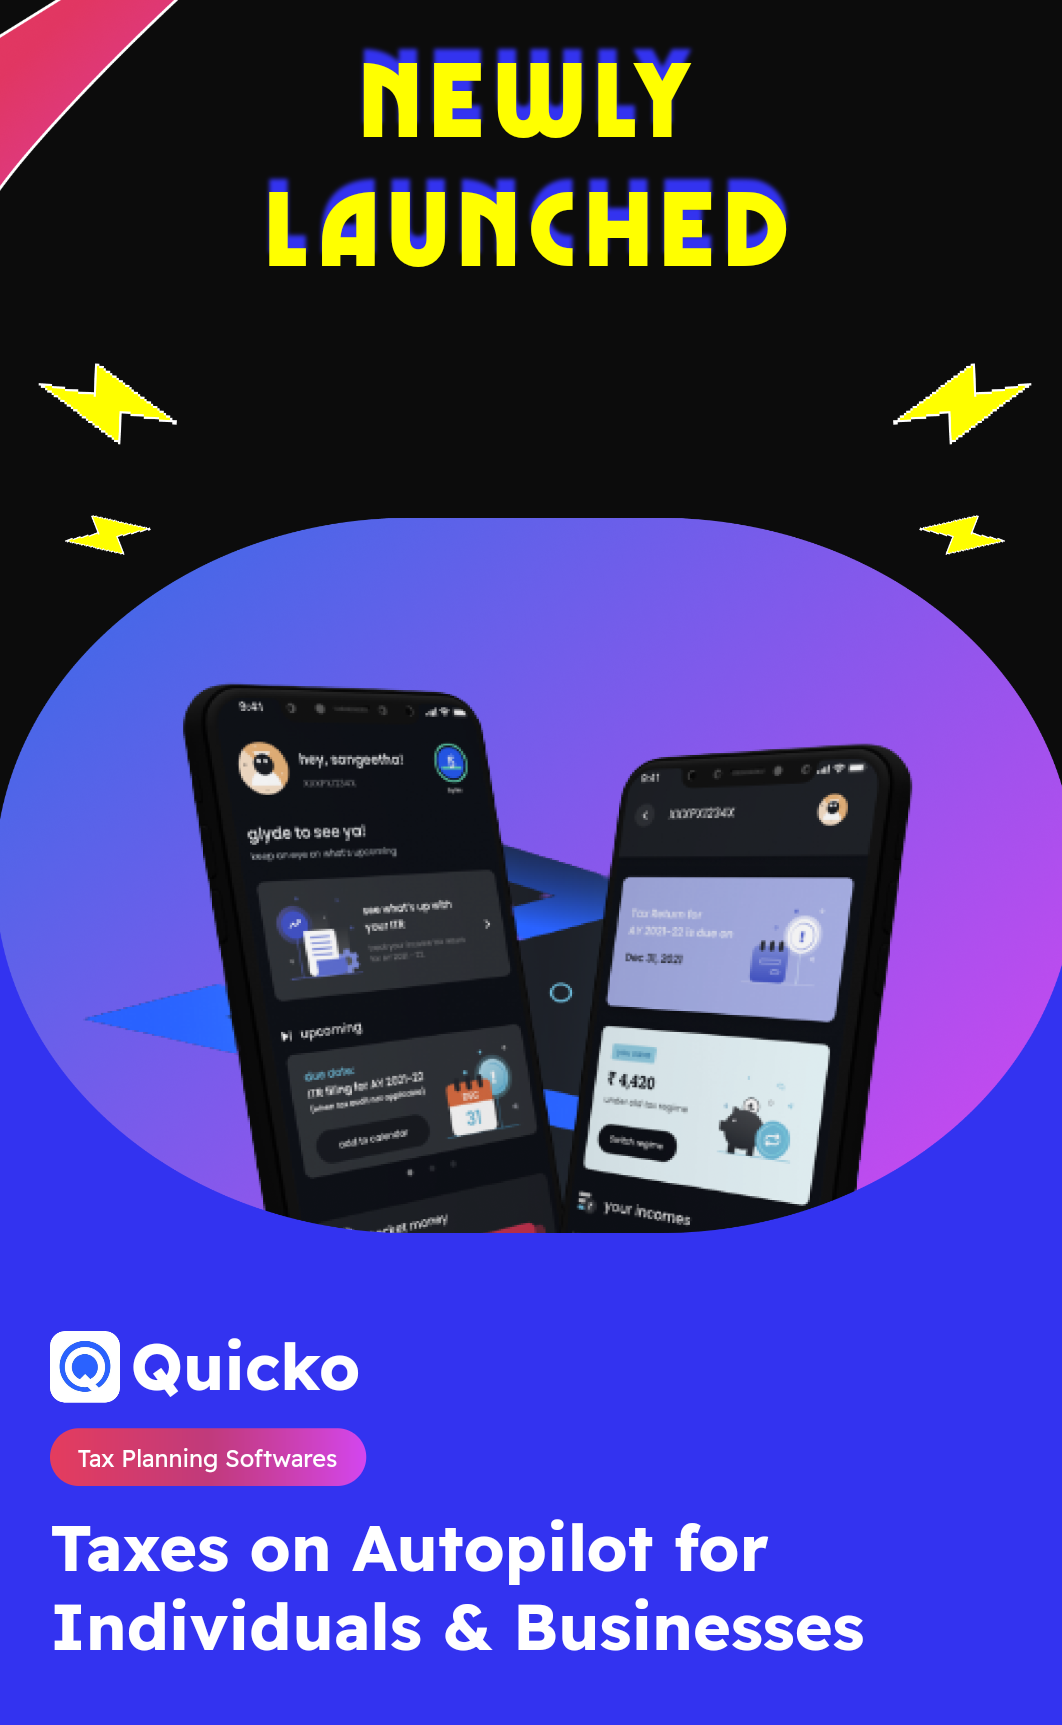 NEWLY
LAUNCHED
9:41
hey, sangeetha!
XXXPX1234X
glyde to see ya!
keep an eye on what's upcoming
see what's up with
your ITR
upcoming
due date:
ITR filing for AY 2021-22
(where tax audit not applicable)
add to calendar
DEC
31
money
9:41
XXXPX1234X
Tax Return for
AY 2021-22 is due on
Dec 31, 2021
you save
₹ 4,420
under old tax regime
Switch regime
your incomes
Quicko
Tax Planning Softwares
Taxes on Autopilot for
Individuals & Businesses